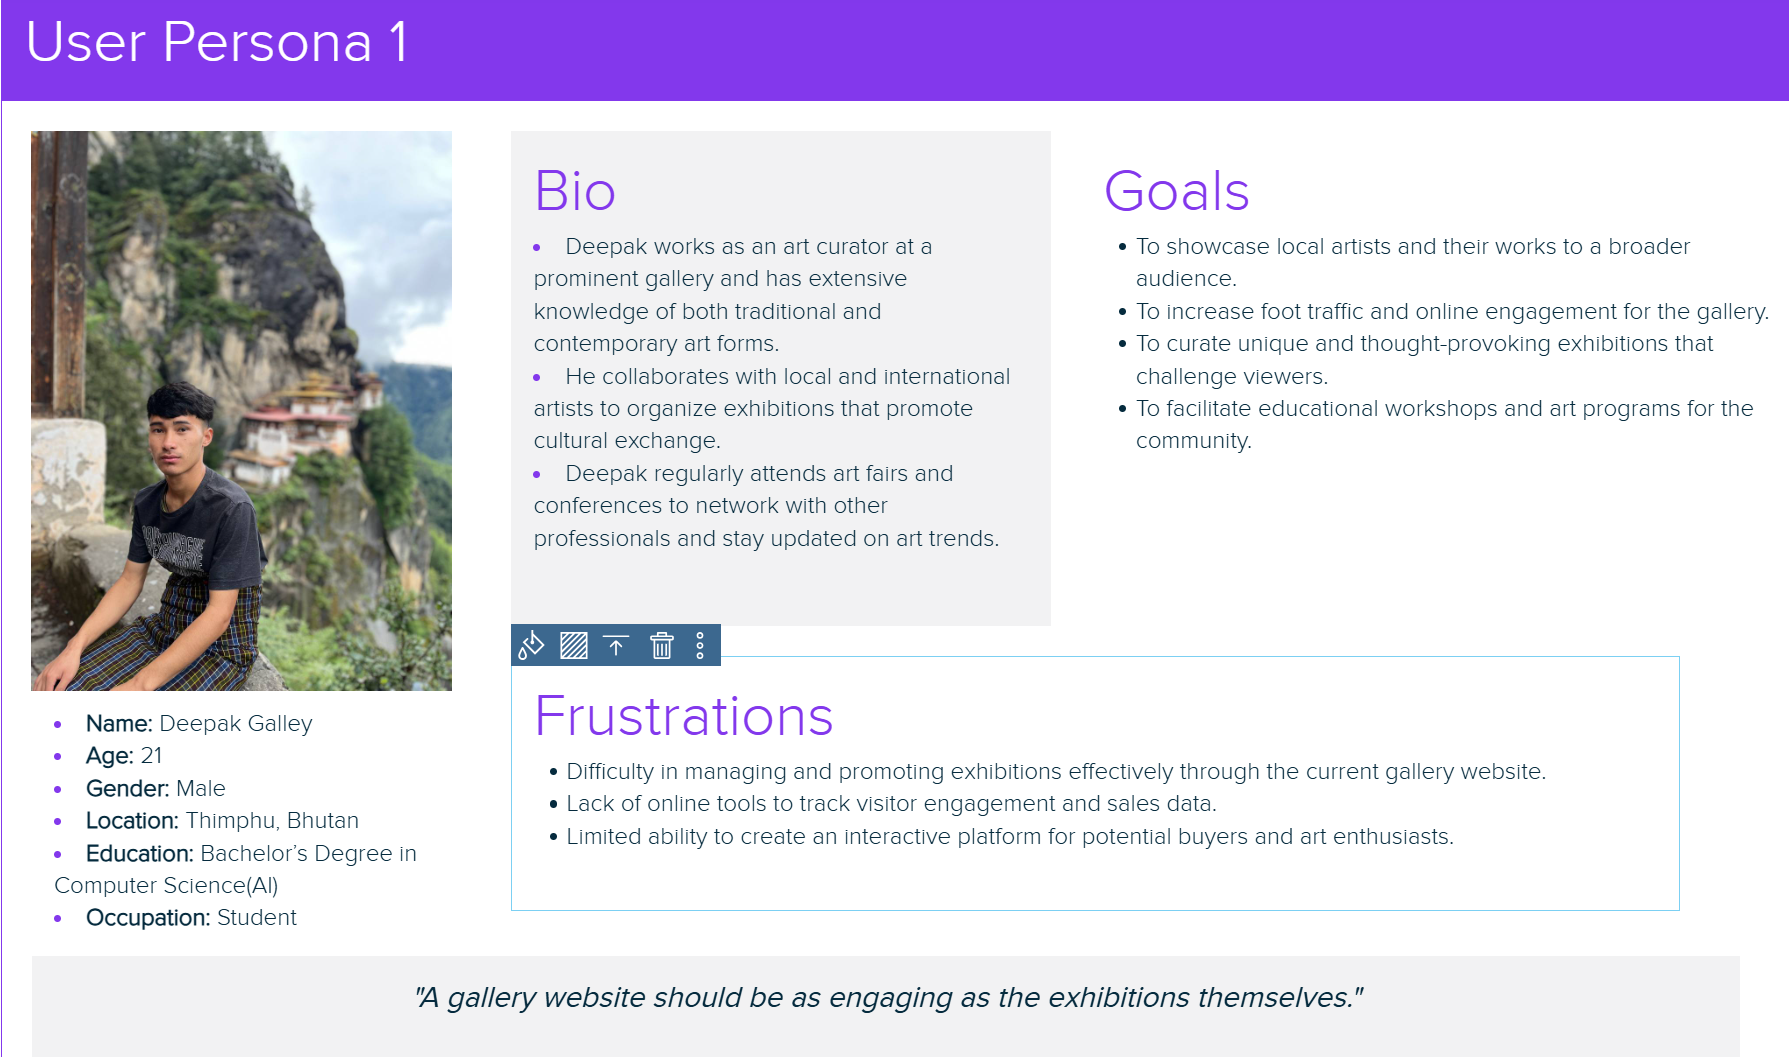 User Persona 1
Bio
• Deepak works as an art curator at a
prominent gallery and has extensive
knowledge of both traditional and
contemporary art forms.
• He collaborates with local and international
artists to organize exhibitions that promote
cultural exchange.
• Deepak regularly attends art fairs and
conferences to network with other
professionals and stay updated on art trends.
Goals
• To showcase local artists and their works to a broader
audience.
• To increase foot traffic and online engagement for the gallery.
• To curate unique and thought-provoking exhibitions that
challenge viewers.
• To facilitate educational workshops and art programs for the
community.
• Name: Deepak Galley
• Age: 21
• Gender: Male
• Location: Thimphu, Bhutan
• Education: Bachelor’s Degree in
Computer Science(AI)
• Occupation: Student
Frustrations
• Difficulty in managing and promoting exhibitions effectively through the current gallery website.
• Lack of online tools to track visitor engagement and sales data.
• Limited ability to create an interactive platform for potential buyers and art enthusiasts.
"A gallery website should be as engaging as the exhibitions themselves."